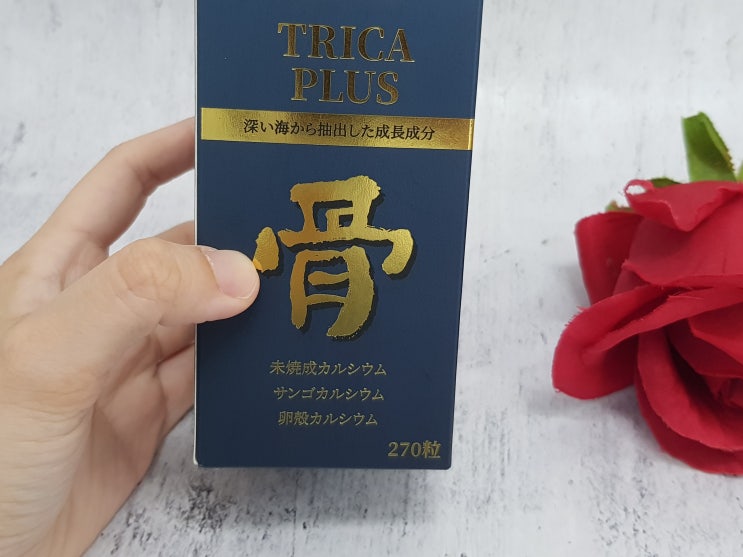 TRICA
PLUS
深い海から抽出した成長成分
骨
未焼成カルシウム
サンゴカルシウム
卵殻カルシウム
270粒